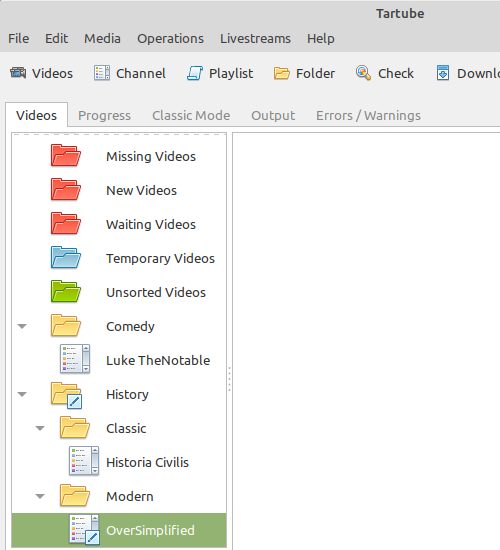 Tartube
File Edit Media Operations Livestreams Help
Videos Channel Playlist Folder Check Downlo
Videos Progress Classic Mode Output Errors / Warnings
Missing Videos
New Videos
Waiting Videos
Temporary Videos
Unsorted Videos
Comedy
Luke TheNotable
History
Classic
Historia Civilis
Modern
OverSimplified